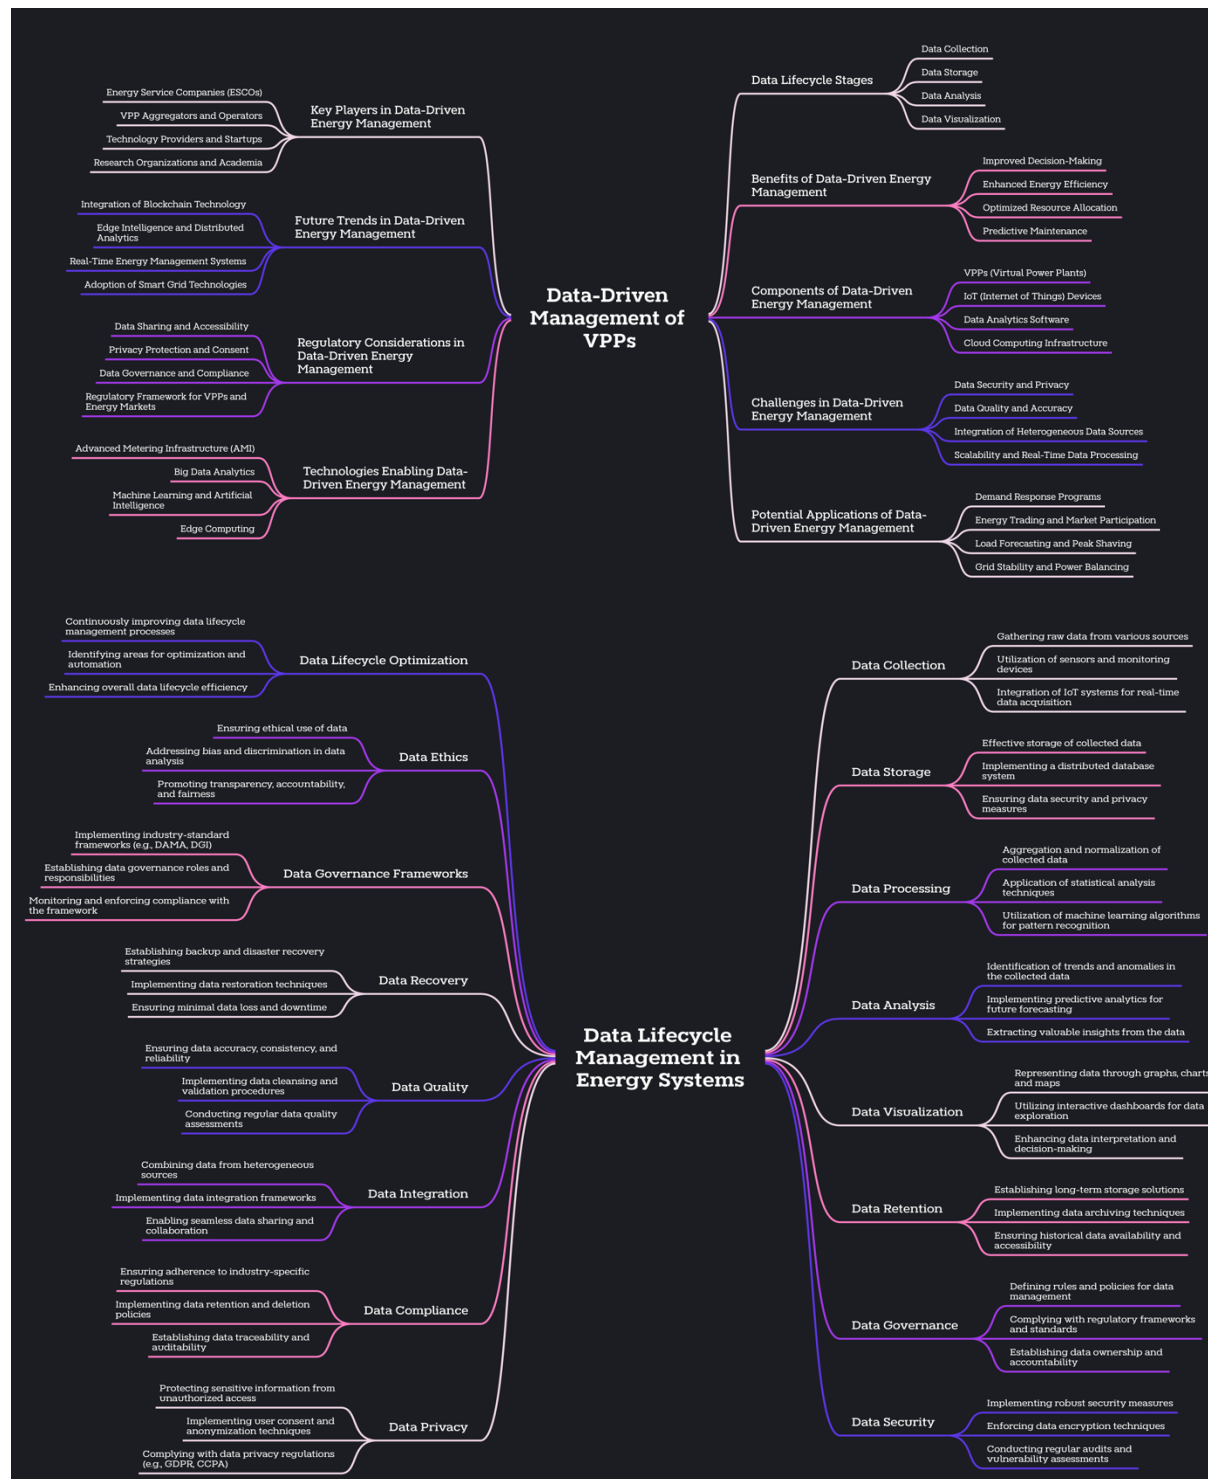 Data-Driven
Management of
VPPs
Key Players in Data-Driven
Energy Management
Energy Service Companies (ESCOs)
VPP Aggregators and Operators
Technology Providers and Startups
Research Organizations and Academia
Future Trends in Data-Driven
Energy Management
Integration of Blockchain Technology
Edge Intelligence and Distributed
Analytics
Real-Time Energy Management Systems
Adoption of Smart Grid Technologies
Regulatory Considerations in
Data-Driven Energy
Management
Data Sharing and Accessibility
Privacy Protection and Consent
Data Governance and Compliance
Regulatory Framework for VPPs and
Energy Markets
Technologies Enabling Data-
Driven Energy Management
Advanced Metering Infrastructure (AMI)
Big Data Analytics
Machine Learning and Artificial
Intelligence
Edge Computing
Data Lifecycle Stages
Data Collection
Data Storage
Data Analysis
Data Visualization
Benefits of Data-Driven Energy
Management
Improved Decision-Making
Enhanced Energy Efficiency
Optimized Resource Allocation
Predictive Maintenance
Components of Data-Driven
Energy Management
VPPs (Virtual Power Plants)
IoT (Internet of Things) Devices
Data Analytics Software
Cloud Computing Infrastructure
Challenges in Data-Driven
Energy Management
Data Security and Privacy
Data Quality and Accuracy
Integration of Heterogeneous Data Sources
Scalability and Real-Time Data Processing
Potential Applications of Data-
Driven Energy Management
Demand Response Programs
Energy Trading and Market Participation
Load Forecasting and Peak Shaving
Grid Stability and Power Balancing
Data Lifecycle
Management in
Energy Systems
Data Lifecycle Optimization
Continuously improving data lifecycle
management processes
Identifying areas for optimization and
automation
Enhancing overall data lifecycle efficiency
Data Ethics
Ensuring ethical use of data
Addressing bias and discrimination in data
analysis
Promoting transparency, accountability,
and fairness
Data Governance Frameworks
Implementing industry-standard
frameworks (e.g., DAMA, DGI)
Establishing data governance roles and
responsibilities
Monitoring and enforcing compliance with
the framework
Data Recovery
Establishing backup and disaster recovery
strategies
Implementing data restoration techniques
Ensuring minimal data loss and downtime
Data Quality
Ensuring data accuracy, consistency, and
reliability
Implementing data cleansing and
validation procedures
Conducting regular data quality
assessments
Data Integration
Combining data from heterogeneous
sources
Implementing data integration frameworks
Enabling seamless data sharing and
collaboration
Data Compliance
Ensuring adherence to industry-specific
regulations
Implementing data retention and deletion
policies
Establishing data traceability and
auditability
Data Privacy
Protecting sensitive information from
unauthorized access
Implementing user consent and
anonymization techniques
Complying with data privacy regulations
(e.g., GDPR, CCPA)
Data Collection
Gathering raw data from various sources
Utilization of sensors and monitoring
devices
Integration of IoT systems for real-time
data acquisition
Data Storage
Effective storage of collected data
Implementing a distributed database
system
Ensuring data security and privacy
measures
Data Processing
Aggregation and normalization of
collected data
Application of statistical analysis
techniques
Utilization of machine learning algorithms
for pattern recognition
Data Analysis
Identification of trends and anomalies in
the collected data
Implementing predictive analytics for
future forecasting
Extracting valuable insights from the data
Data Visualization
Representing data through graphs, charts
and maps
Utilizing interactive dashboards for data
exploration
Enhancing data interpretation and
decision-making
Data Retention
Establishing long-term storage solutions
Implementing data archiving techniques
Ensuring historical data availability and
accessibility
Data Governance
Defining rules and policies for data
management
Complying with regulatory frameworks
and standards
Establishing data ownership and
accountability
Data Security
Implementing robust security measures
Enforcing data encryption techniques
Conducting regular audits and
vulnerability assessments